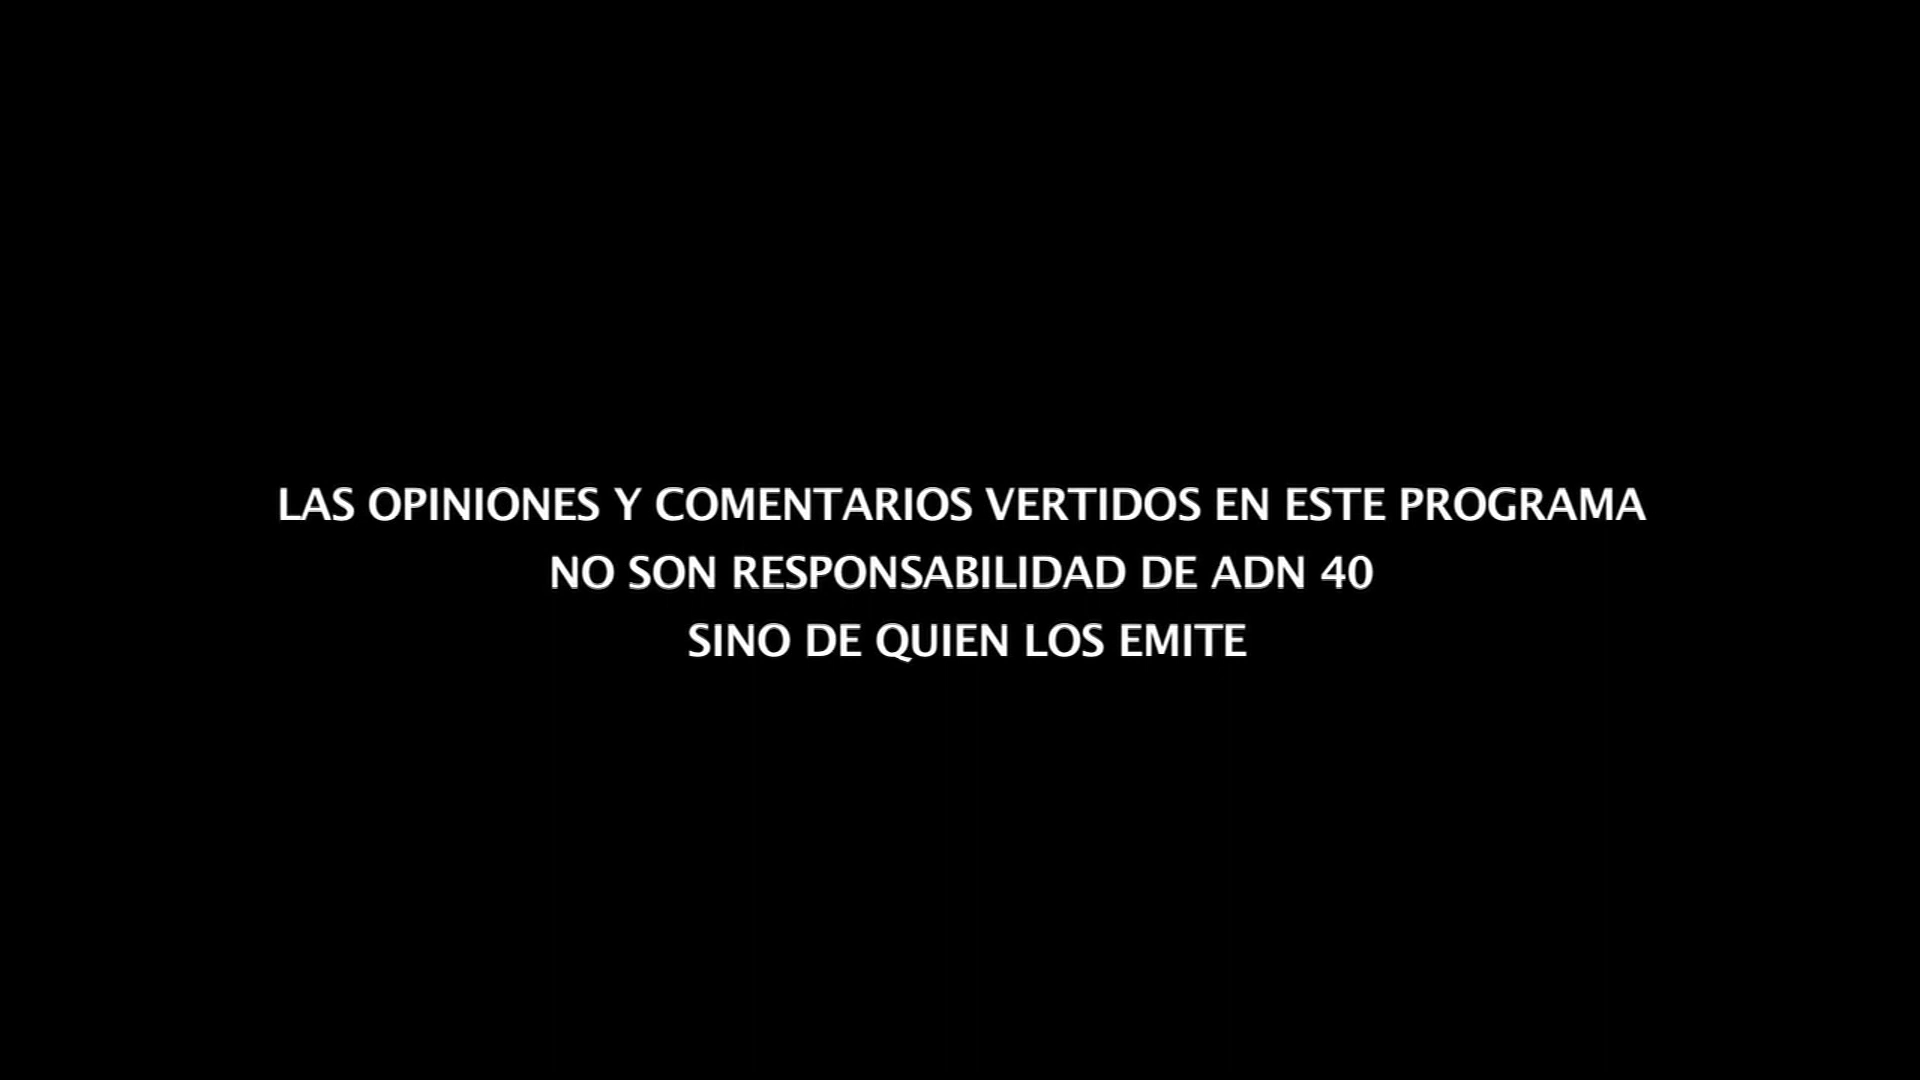 LAS OPINIONES Y COMENTARIOS VERTIDOS EN ESTE PROGRAMA
NO SON RESPONSABILIDAD DE ADN 40
SINO DE QUIEN LOS EMITE